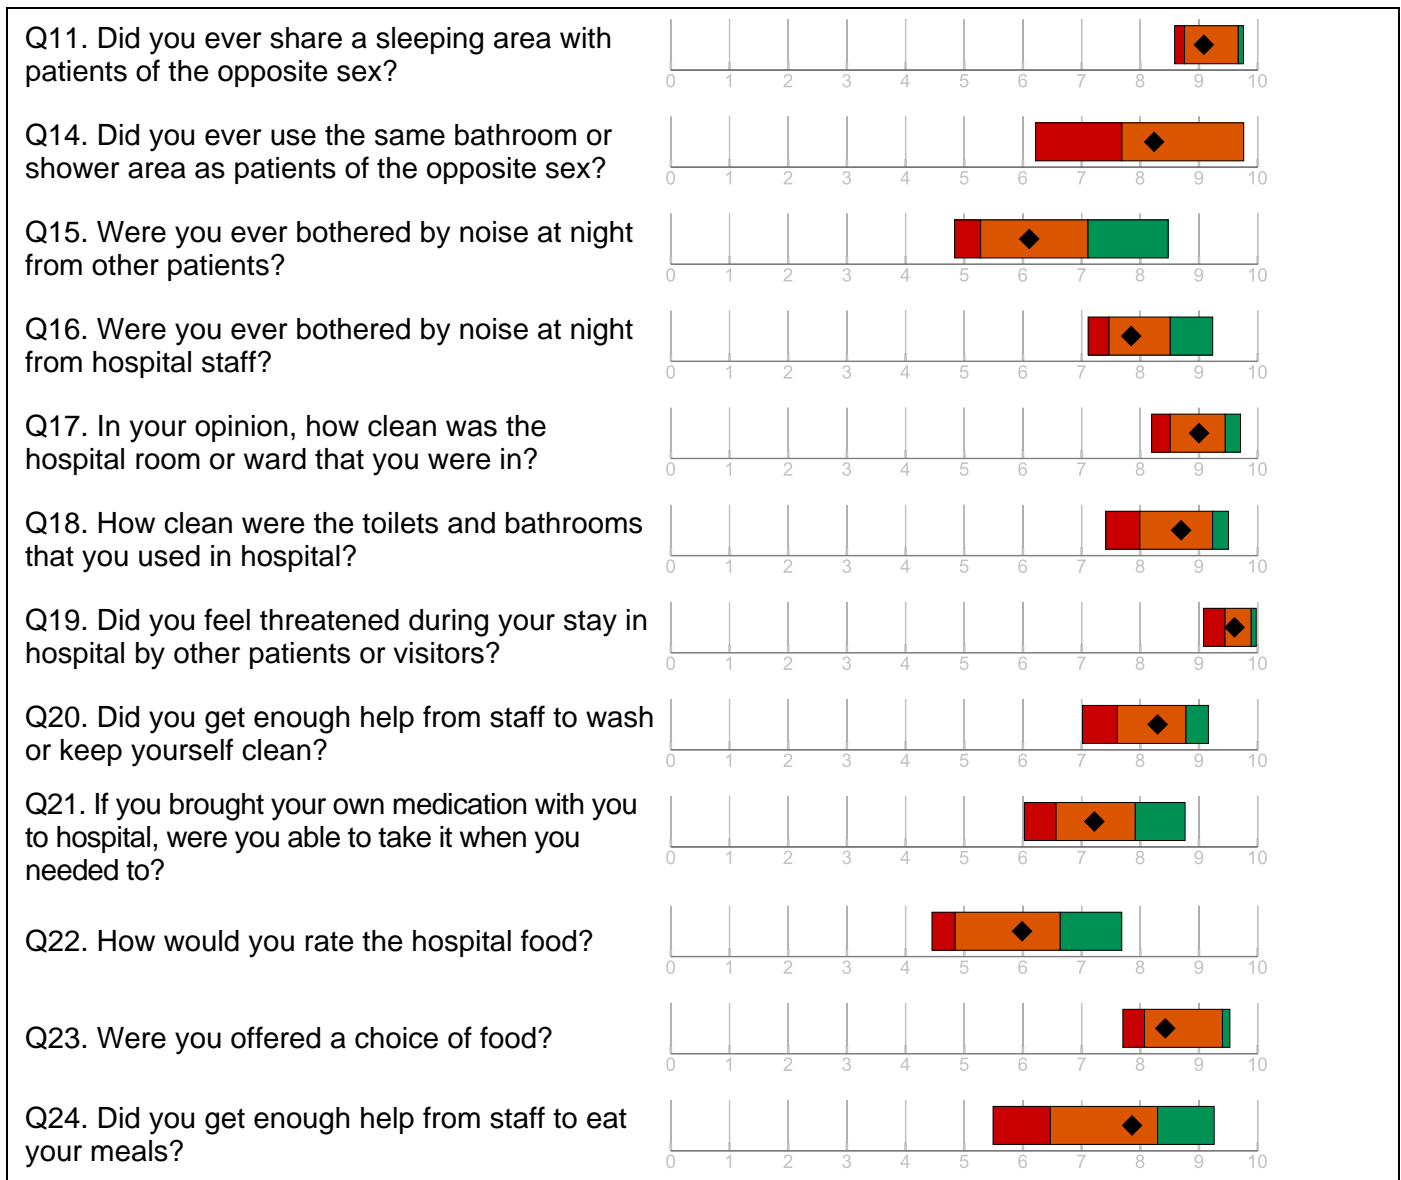 Q11. Did you ever share a sleeping area with
patients of the opposite sex?
0 1 2 3 4 5 6 7 8 9 10
Q14. Did you ever use the same bathroom or
shower area as patients of the opposite sex?
0 1 2 3 4 5 6 7 8 9 10
Q15. Were you ever bothered by noise at night
from other patients?
0 1 2 3 4 5 6 7 8 9 10
Q16. Were you ever bothered by noise at night
from hospital staff?
0 1 2 3 4 5 6 7 8 9 10
Q17. In your opinion, how clean was the
hospital room or ward that you were in?
0 1 2 3 4 5 6 7 8 9 10
Q18. How clean were the toilets and bathrooms
that you used in hospital?
0 1 2 3 4 5 6 7 8 9 10
Q19. Did you feel threatened during your stay in
hospital by other patients or visitors?
0 1 2 3 4 5 6 7 8 9 10
Q20. Did you get enough help from staff to wash
or keep yourself clean?
0 1 2 3 4 5 6 7 8 9 10
Q21. If you brought your own medication with you
to hospital, were you able to take it when you
needed to?
0 1 2 3 4 5 6 7 8 9 10
Q22. How would you rate the hospital food?
0 1 2 3 4 5 6 7 8 9 10
Q23. Were you offered a choice of food?
0 1 2 3 4 5 6 7 8 9 10
Q24. Did you get enough help from staff to eat
your meals?
0 1 2 3 4 5 6 7 8 9 10